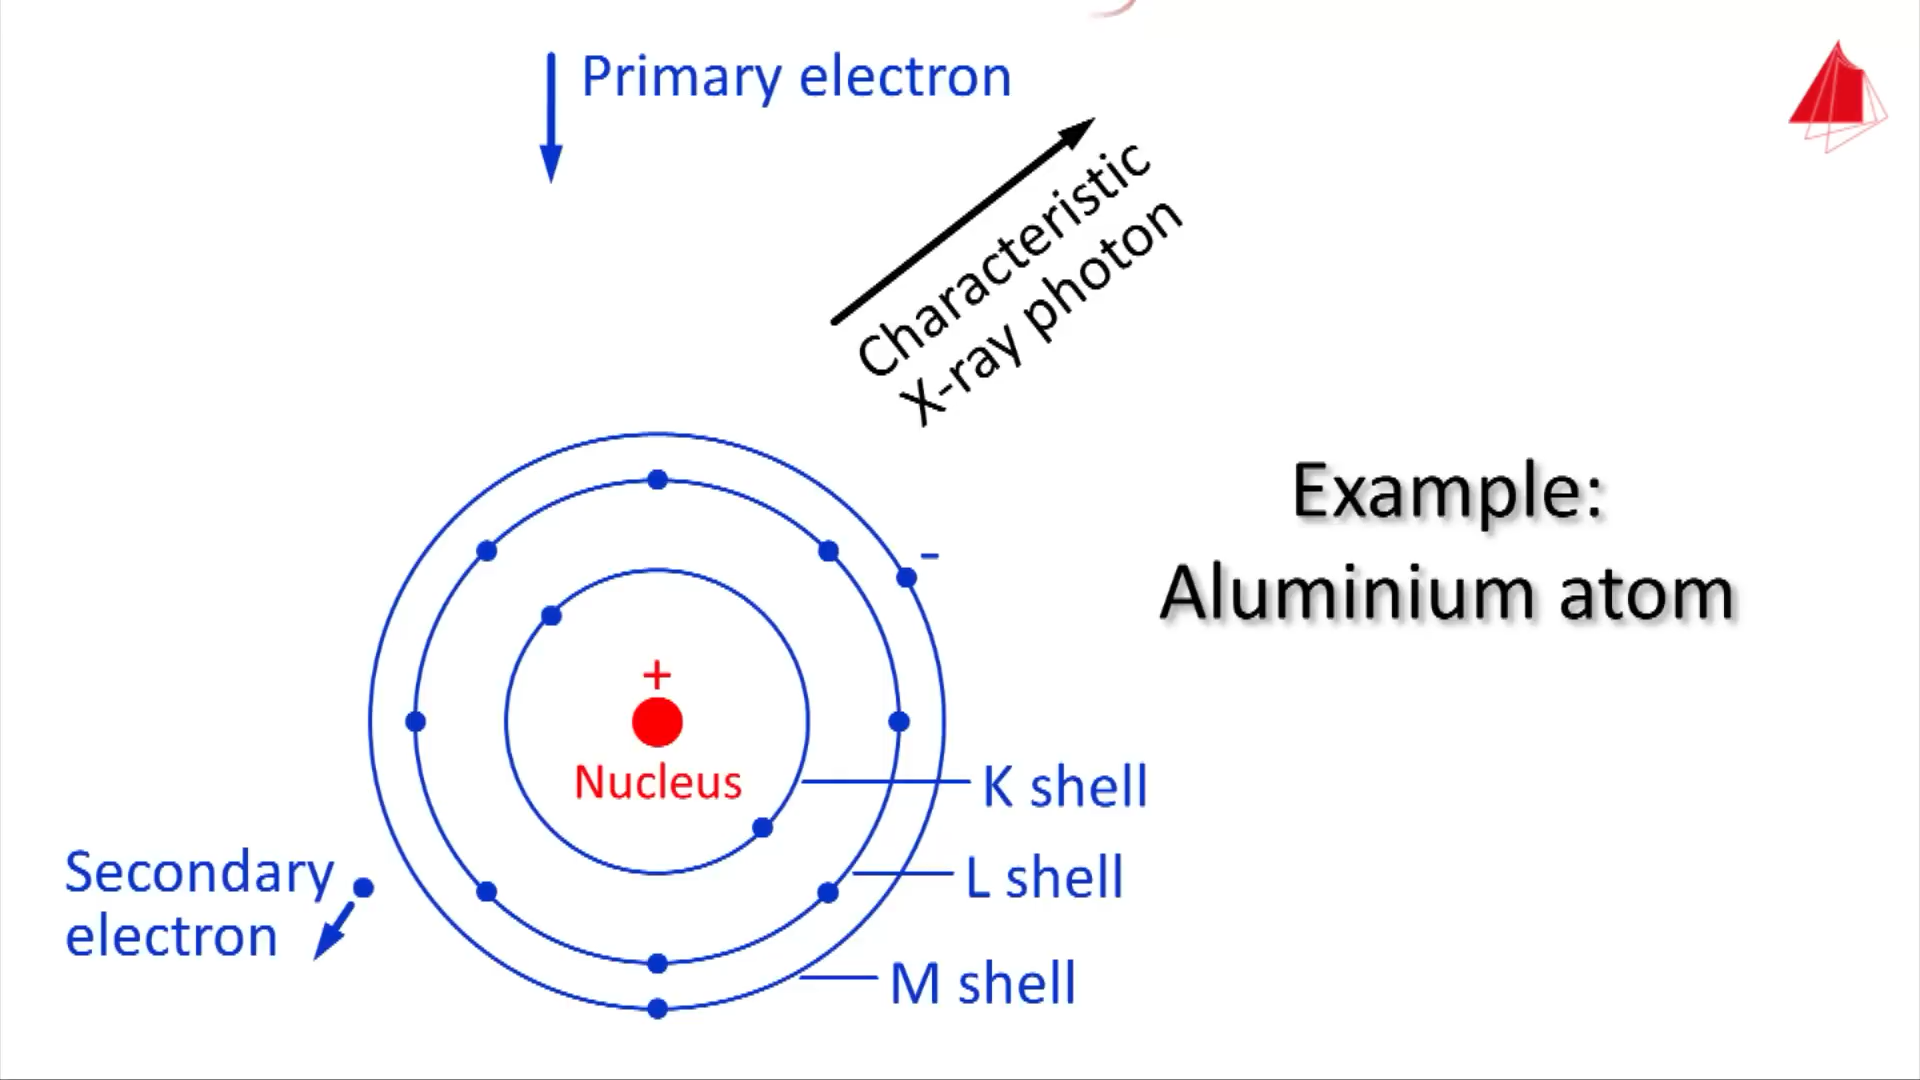 Primary electron
Characteristic
X-ray photon
Example:
Aluminium atom
-
+
Nucleus
K shell
L shell
M shell
Secondary
electron